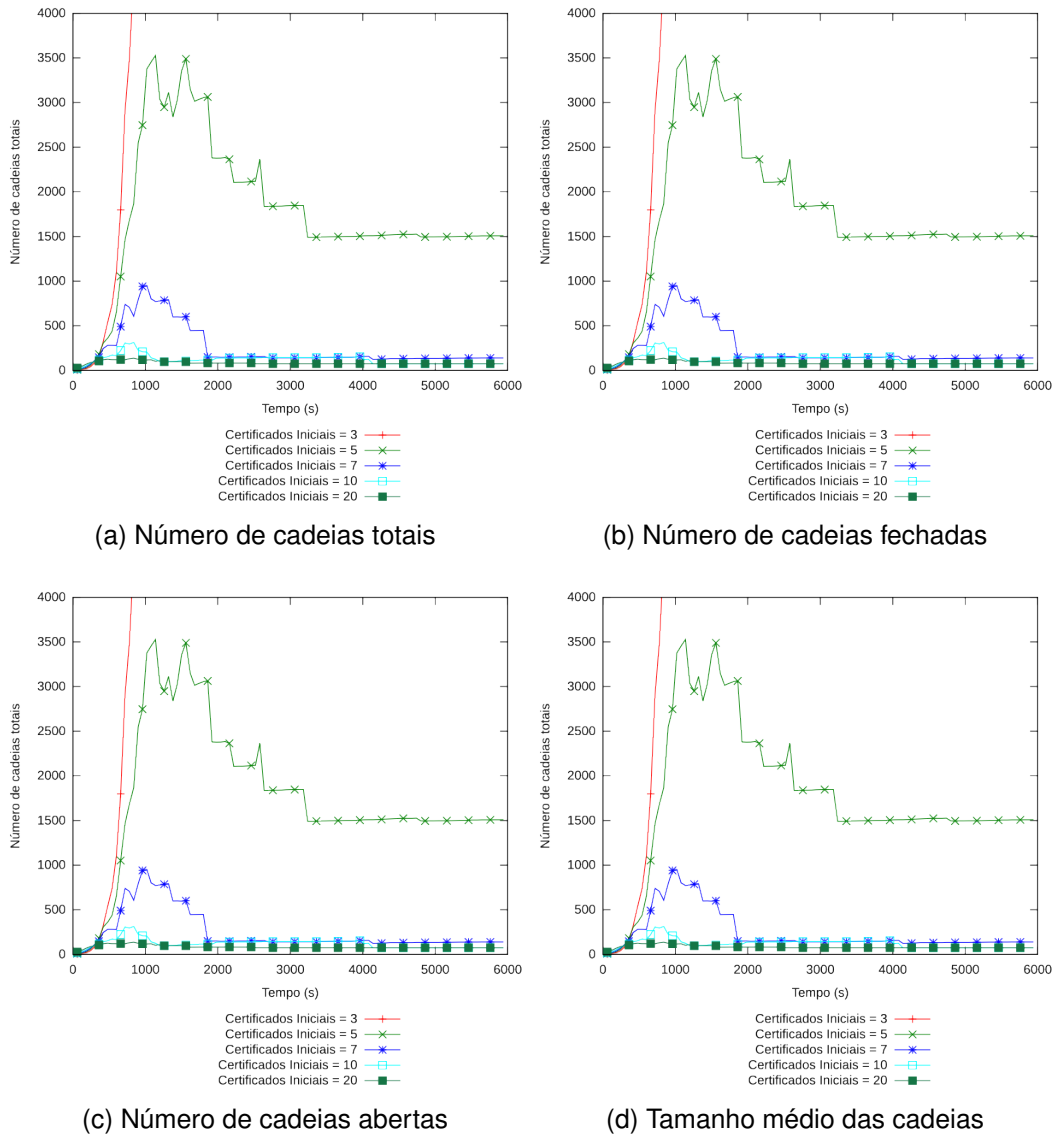 4000
3500
3000
2500
2000
1500
1000
500
0
Número de cadeias totais
0 1000 2000 3000 4000 5000 6000
Tempo (s)
Certificados Iniciais = 3
Certificados Iniciais = 5
Certificados Iniciais = 7
Certificados Iniciais = 10
Certificados Iniciais = 20
(a) Número de cadeias totais
4000
3500
3000
2500
2000
1500
1000
500
0
Número de cadeias totais
0 1000 2000 3000 4000 5000 6000
Tempo (s)
Certificados Iniciais = 3
Certificados Iniciais = 5
Certificados Iniciais = 7
Certificados Iniciais = 10
Certificados Iniciais = 20
(b) Número de cadeias fechadas
4000
3500
3000
2500
2000
1500
1000
500
0
Número de cadeias totais
0 1000 2000 3000 4000 5000 6000
Tempo (s)
Certificados Iniciais = 3
Certificados Iniciais = 5
Certificados Iniciais = 7
Certificados Iniciais = 10
Certificados Iniciais = 20
(c) Número de cadeias abertas
4000
3500
3000
2500
2000
1500
1000
500
0
Número de cadeias totais
0 1000 2000 3000 4000 5000 6000
Tempo (s)
Certificados Iniciais = 3
Certificados Iniciais = 5
Certificados Iniciais = 7
Certificados Iniciais = 10
Certificados Iniciais = 20
(d) Tamanho médio das cadeias